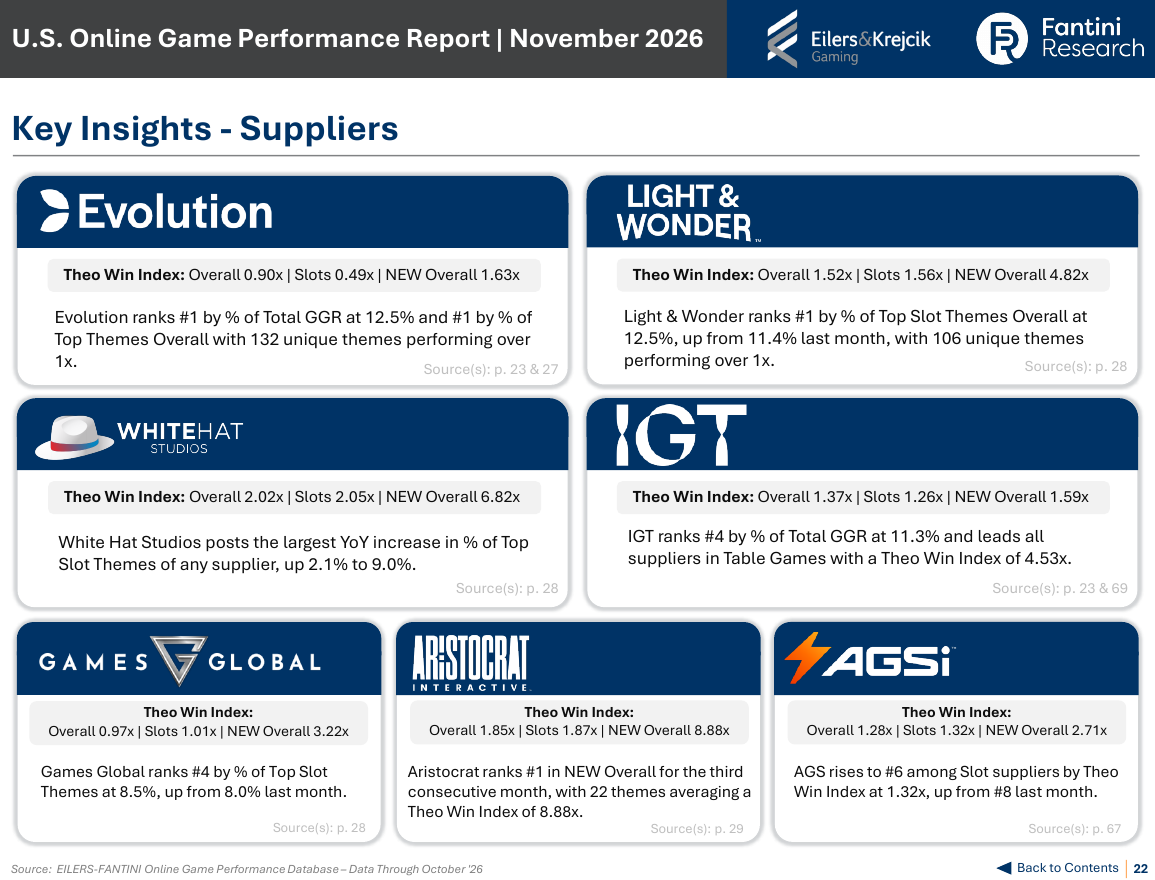 U.S. Online Game Performance Report | November 2026
Eilers&Krejcik
Gaming
Fantini
Research
Key Insights - Suppliers
Evolution
Theo Win Index: Overall 0.90x | Slots 0.49x | NEW Overall 1.63x
Evolution ranks #1 by % of Total GGR at 12.5% and #1 by % of
Top Themes Overall with 132 unique themes performing over
1x.
Source(s): p. 23 & 27
LIGHT &
WONDER™
Theo Win Index: Overall 1.52x | Slots 1.56x | NEW Overall 4.82x
Light & Wonder ranks #1 by % of Top Slot Themes Overall at
12.5%, up from 11.4% last month, with 106 unique themes
performing over 1x.
Source(s): p. 28
WHITEHAT
STUDIOS
Theo Win Index: Overall 2.02x | Slots 2.05x | NEW Overall 6.82x
White Hat Studios posts the largest YoY increase in % of Top
Slot Themes of any supplier, up 2.1% to 9.0%.
Source(s): p. 28
IGT
Theo Win Index: Overall 1.37x | Slots 1.26x | NEW Overall 1.59x
IGT ranks #4 by % of Total GGR at 11.3% and leads all
suppliers in Table Games with a Theo Win Index of 4.53x.
Source(s): p. 23 & 69
GAMES GLOBAL
Theo Win Index:
Overall 0.97x | Slots 1.01x | NEW Overall 3.22x
Games Global ranks #4 by % of Top Slot
Themes at 8.5%, up from 8.0% last month.
Source(s): p. 28
ARISTOCRAT
INTERACTIVE
Theo Win Index:
Overall 1.85x | Slots 1.87x | NEW Overall 8.88x
Aristocrat ranks #1 in NEW Overall for the third
consecutive month, with 22 themes averaging a
Theo Win Index of 8.88x.
Source(s): p. 29
AGSi™
Theo Win Index:
Overall 1.28x | Slots 1.32x | NEW Overall 2.71x
AGS rises to #6 among Slot suppliers by Theo
Win Index at 1.32x, up from #8 last month.
Source(s): p. 67
Source: EILERS-FANTINI Online Game Performance Database – Data Through October '26
Back to Contents | 22